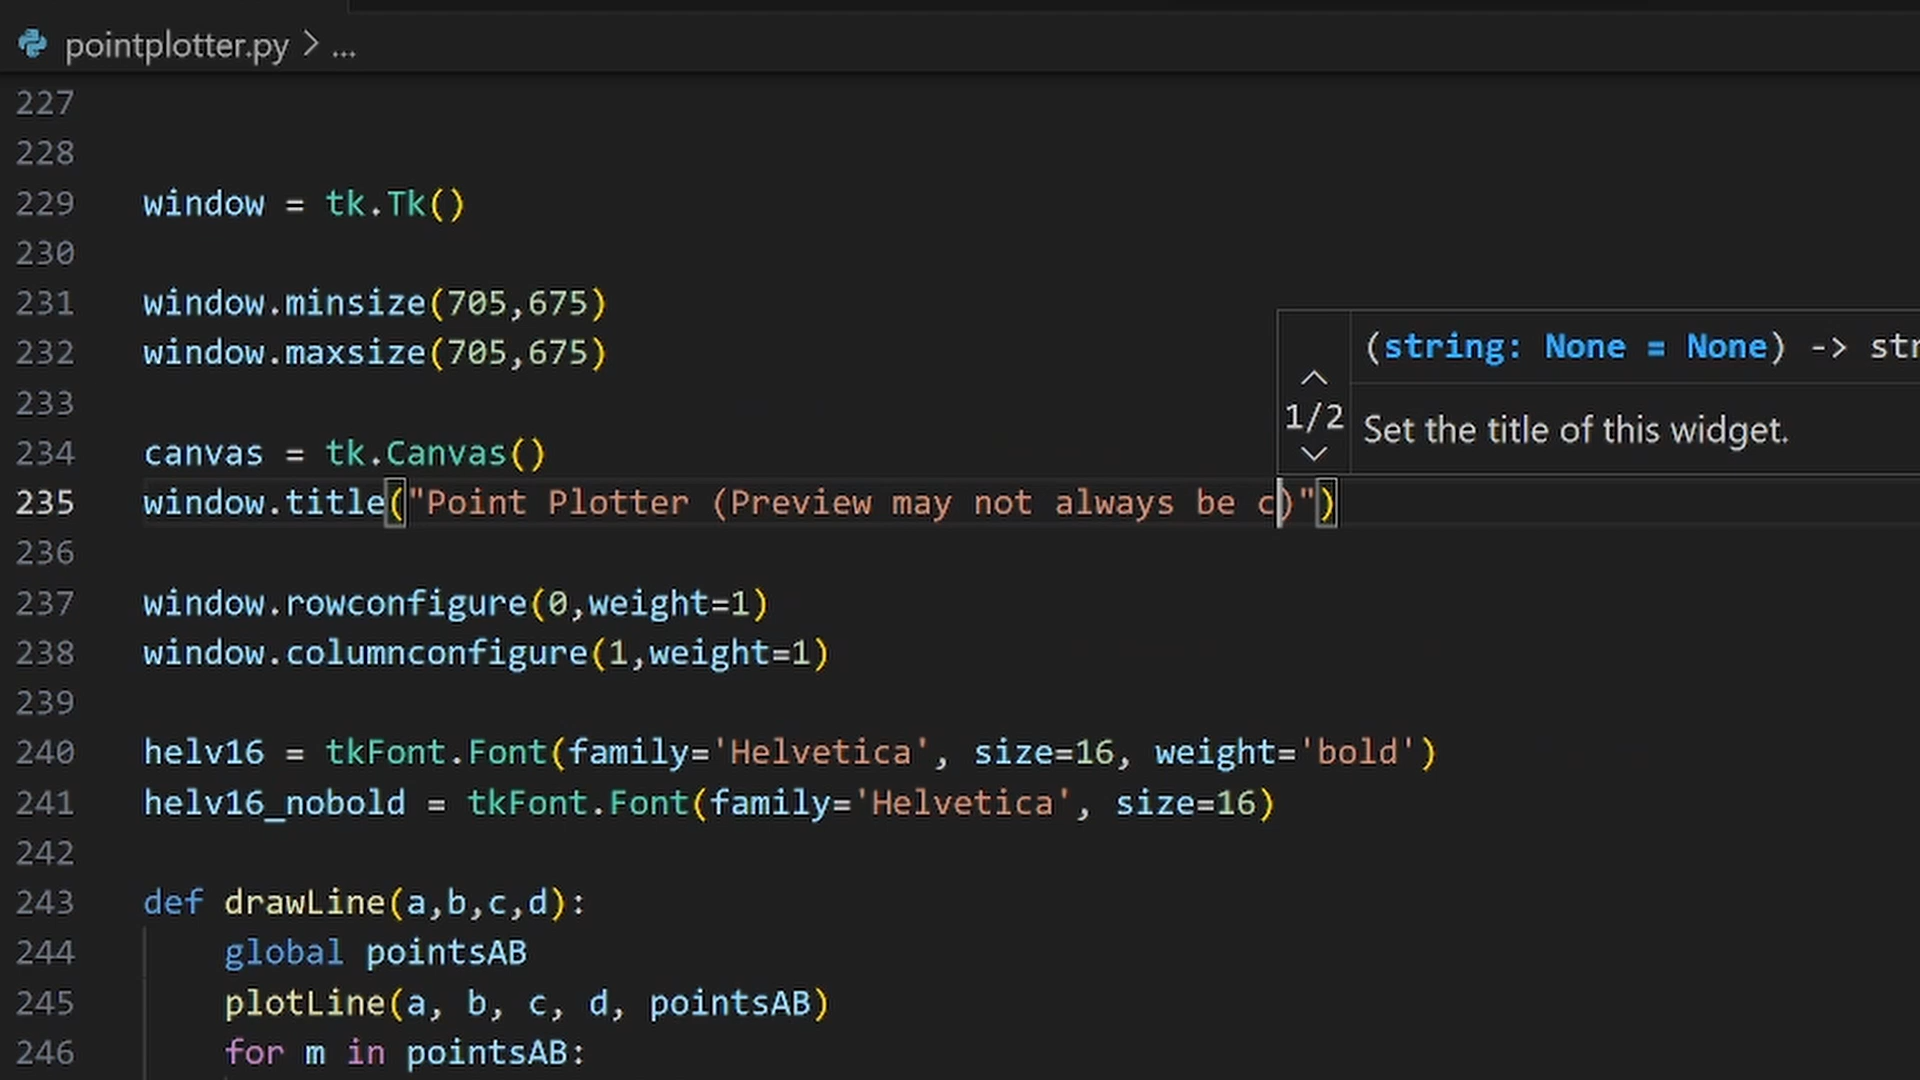 pointplotter.py > ...
227
228
229 window = tk.Tk()
230
231 window.minsize(705,675)
232 window.maxsize(705,675)
233
234 canvas = tk.Canvas()
235 window.title("Point Plotter (Preview may not always be c)")
(string: None = None) -> str
1/2
Set the title of this widget.
236
237 window.rowconfigure(0,weight=1)
238 window.columnconfigure(1,weight=1)
239
240 helv16 = tkFont.Font(family='Helvetica', size=16, weight='bold')
241 helv16_nobold = tkFont.Font(family='Helvetica', size=16)
242
243 def drawLine(a,b,c,d):
244     global pointsAB
245     plotLine(a, b, c, d, pointsAB)
246     for m in pointsAB: